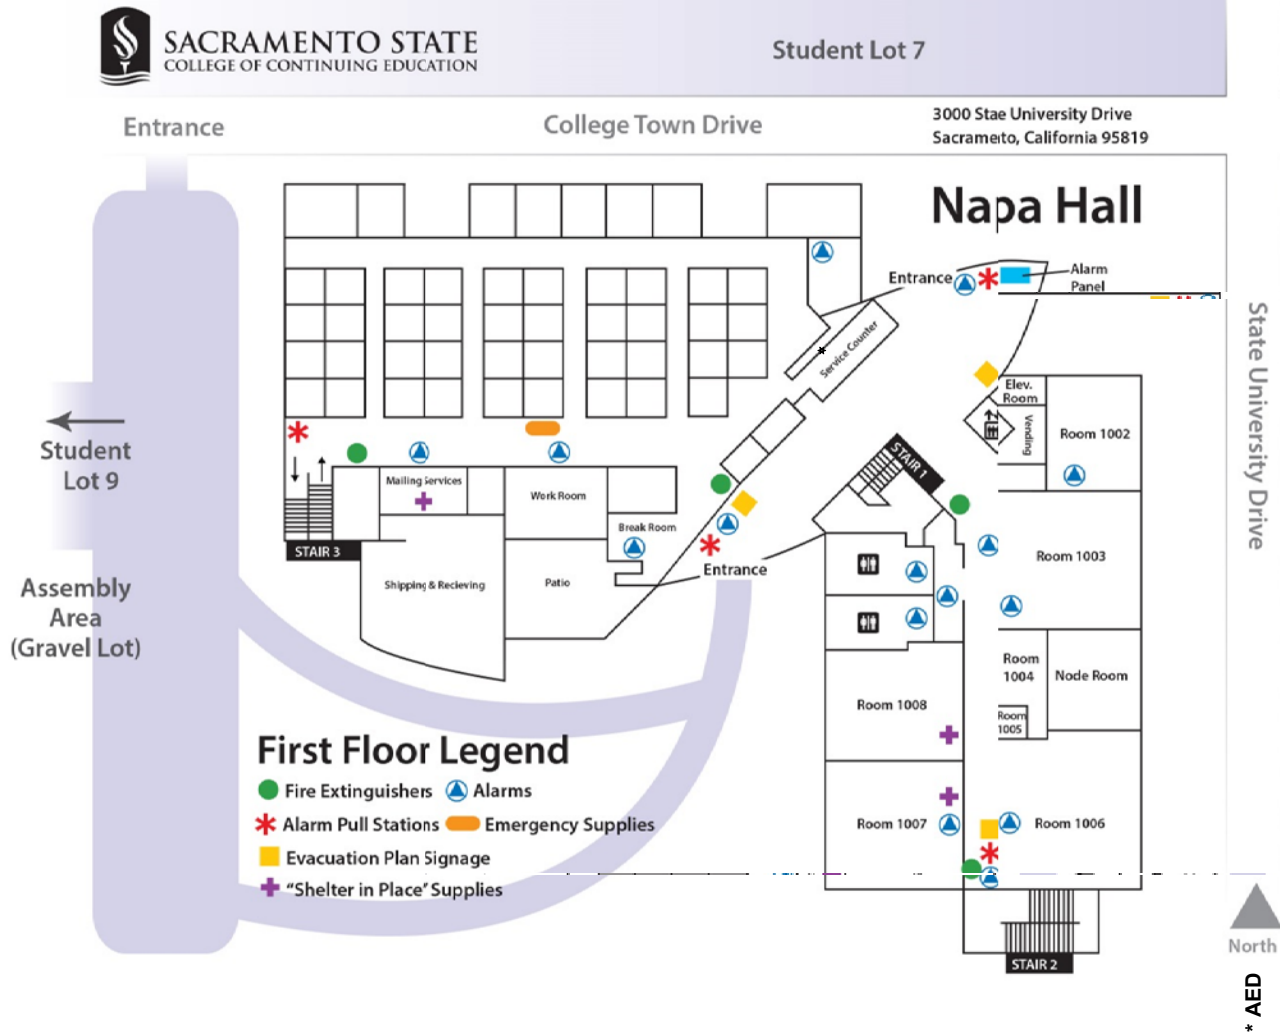 SACRAMENTO STATE
COLLEGE OF CONTINUING EDUCATION
Student Lot 7
Entrance
College Town Drive
3000 Stae University Drive
Sacrameto, California 95819
Napa Hall
Entrance
Alarm
Panel
Service Counter
State University Drive
Elev.
Room
Vending
Room 1002
Student
Lot 9
STAIR 1
Mailing Services
Work Room
Break Room
STAIR 3
Room 1003
Entrance
Assembly
Area
(Gravel Lot)
Shipping & Recieving
Patio
Room
1004
Node Room
Room 1008
Room
1005
First Floor Legend
Fire Extinguishers
Alarms
Alarm Pull Stations
Emergency Supplies
Evacuation Plan Signage
"Shelter in Place" Supplies
Room 1007
Room 1006
North
STAIR 2
* AED